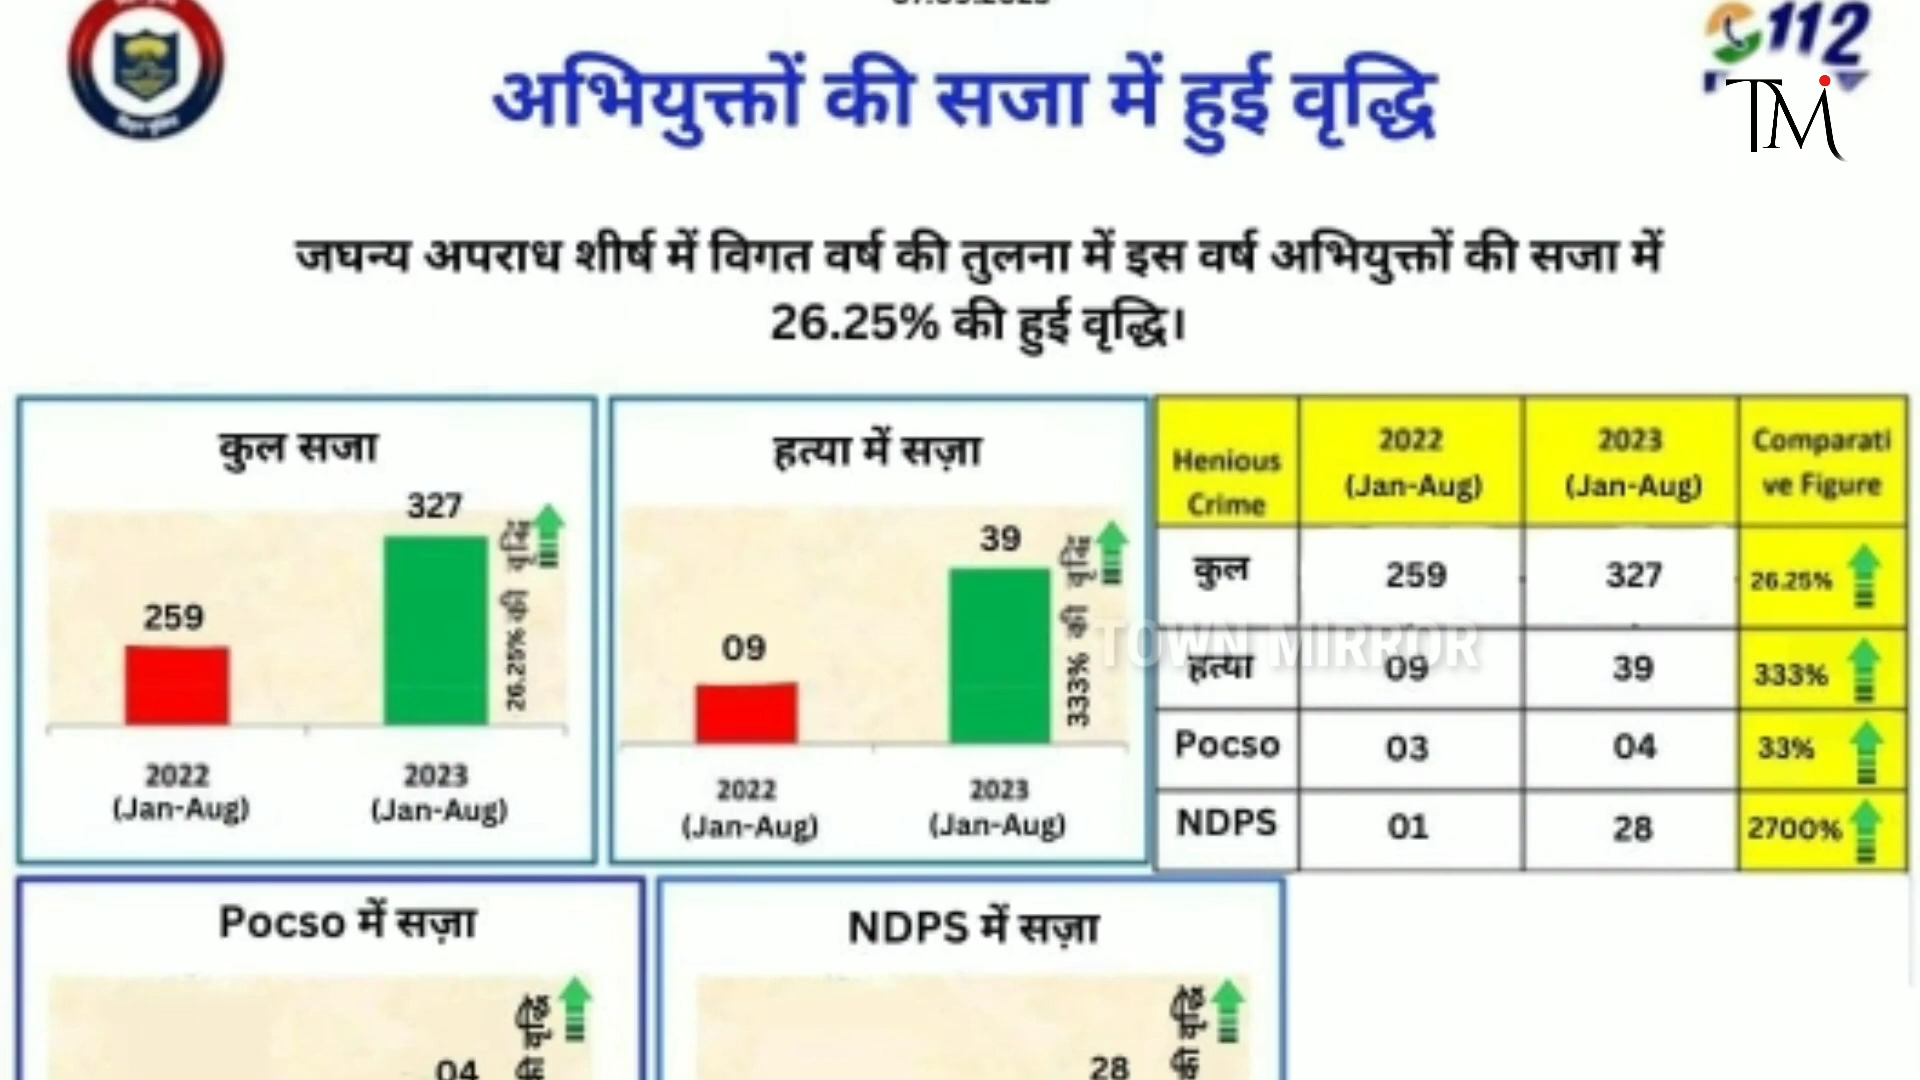 112
TM
अभियुक्तों की सजा में हुई वृद्धि
जघन्य अपराध शीर्ष में विगत वर्ष की तुलना में इस वर्ष अभियुक्तों की सजा में
26.25% की हुई वृद्धि।
कुल सजा
259
327
26.25% की वृद्धि
2022
(Jan-Aug)
2023
(Jan-Aug)
हत्या में सज़ा
09
39
333% की वृद्धि
2022
(Jan-Aug)
2023
(Jan-Aug)
Henious
Crime
2022
(Jan-Aug)
2023
(Jan-Aug)
Comparati
ve Figure
कुल 259 327 26.25%
TOWN MIRROR
हत्या 09 39 333%
Pocso 03 04 33%
NDPS 01 28 2700%
Pocso में सज़ा
04
की वृद्धि
NDPS में सज़ा
28
की वृद्धि